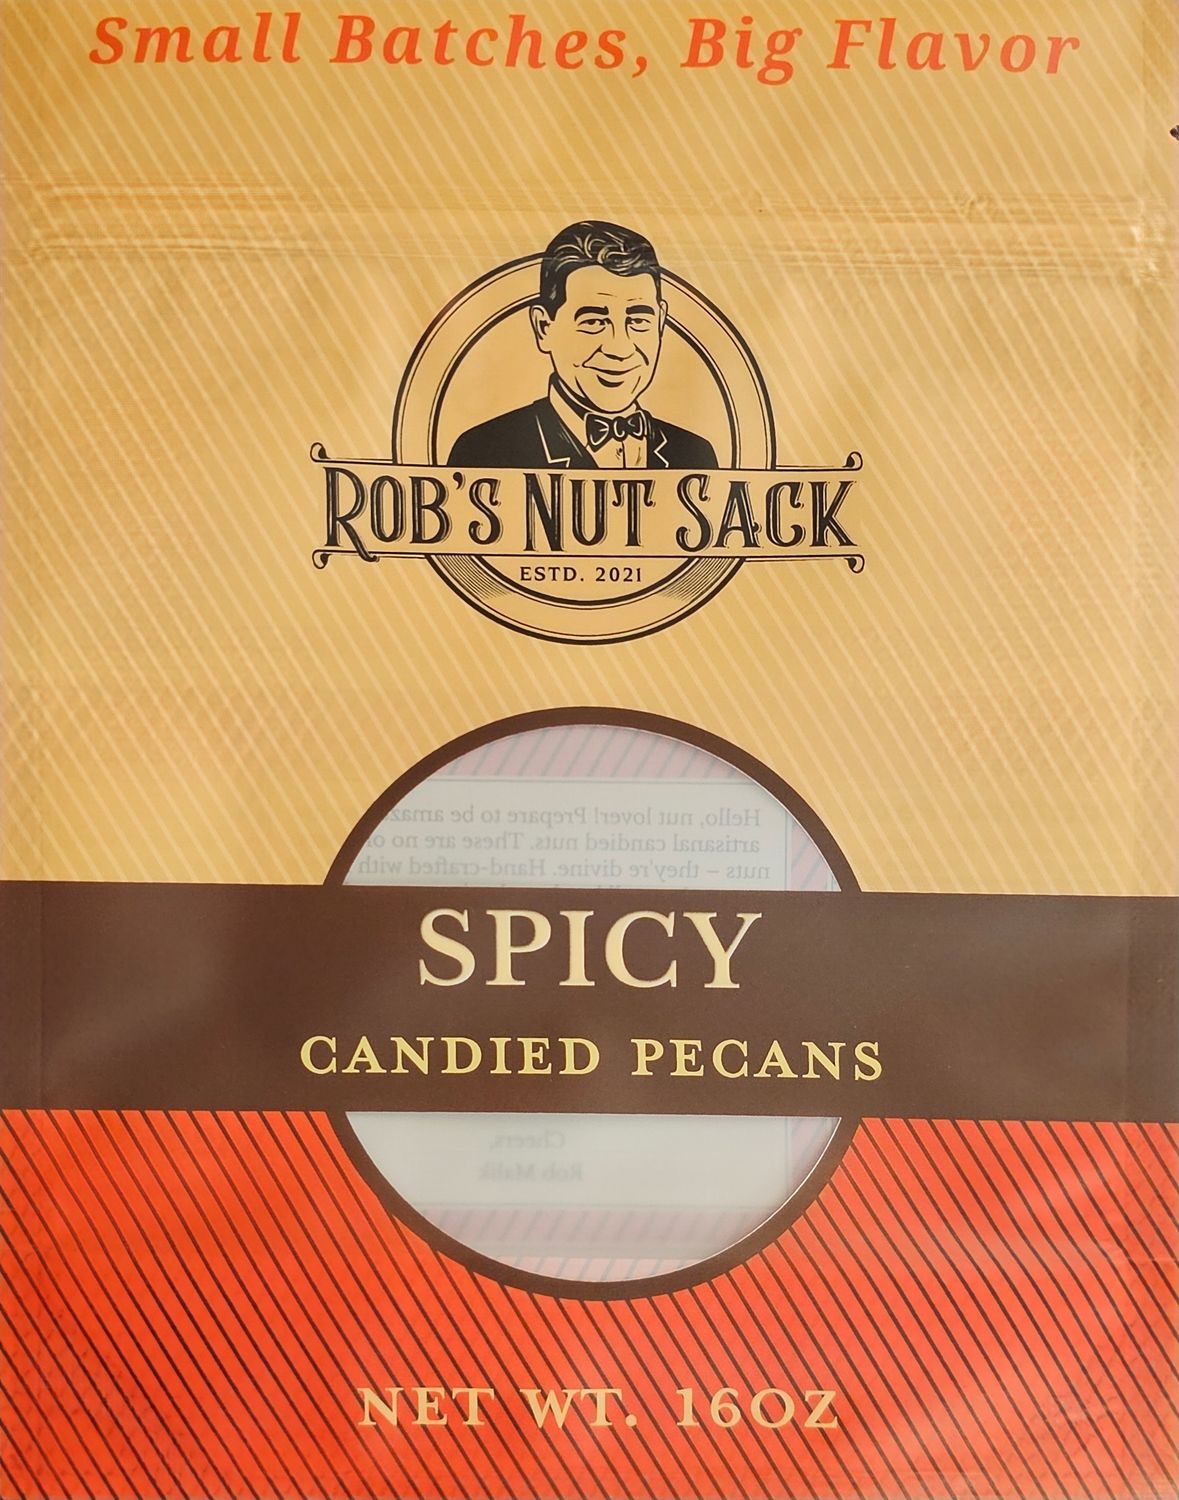 Small Batches, Big Flavor
ROB'S NUT SACK
ESTD. 2021
Hello, nut lover! Prepare to be
artisanal candied nuts. These are no
nuts – they're divine. Hand-crafted with
SPICY
CANDIED PECANS
Cheers,
Rob Malik
NET WT. 16OZ